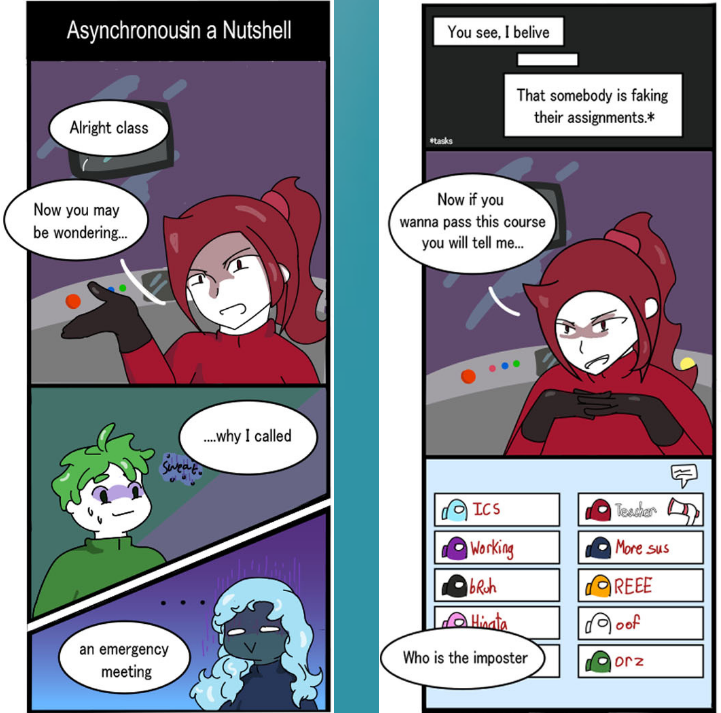 Asynchronousin a Nutshell
Alright class
Now you may
be wondering...
....why I called
Sweat
...
an emergency
meeting
You see, I belive
That somebody is faking
their assignments.*
*tasks
Now if you
wanna pass this course
you will tell me...
ICS
Teacher
Working
More sus
bRuh
REEE
Hinata
oof
Who is the imposter
orz